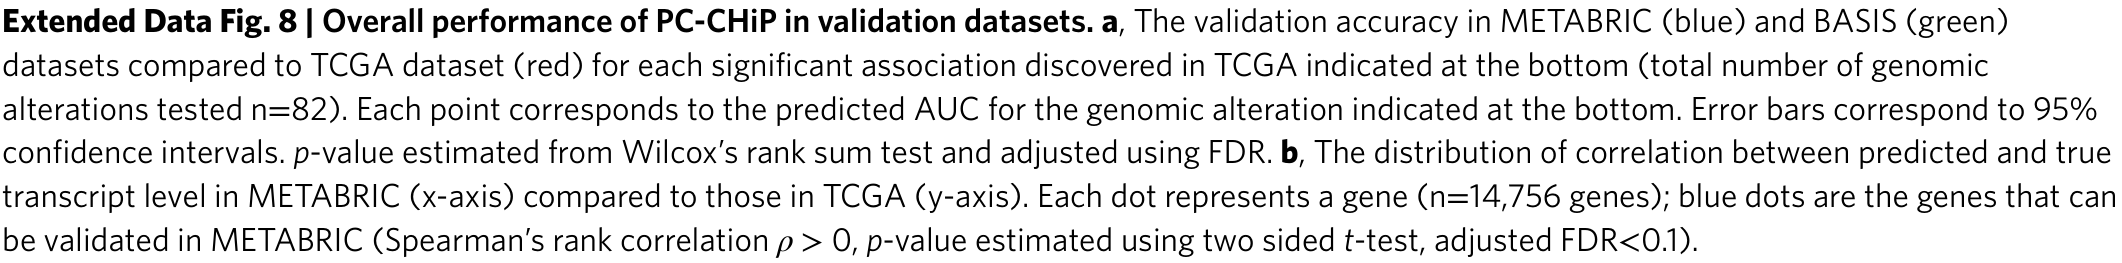 Extended Data Fig. 8 | Overall performance of PC-CHiP in validation datasets. a, The validation accuracy in METABRIC (blue) and BASIS (green)
datasets compared to TCGA dataset (red) for each significant association discovered in TCGA indicated at the bottom (total number of genomic
alterations tested n=82). Each point corresponds to the predicted AUC for the genomic alteration indicated at the bottom. Error bars correspond to 95%
confidence intervals. p-value estimated from Wilcox's rank sum test and adjusted using FDR. b, The distribution of correlation between predicted and true
transcript level in METABRIC (x-axis) compared to those in TCGA (y-axis). Each dot represents a gene (n=14,756 genes); blue dots are the genes that can
be validated in METABRIC (Spearman's rank correlation ρ > 0, p-value estimated using two sided t-test, adjusted FDR<0.1).